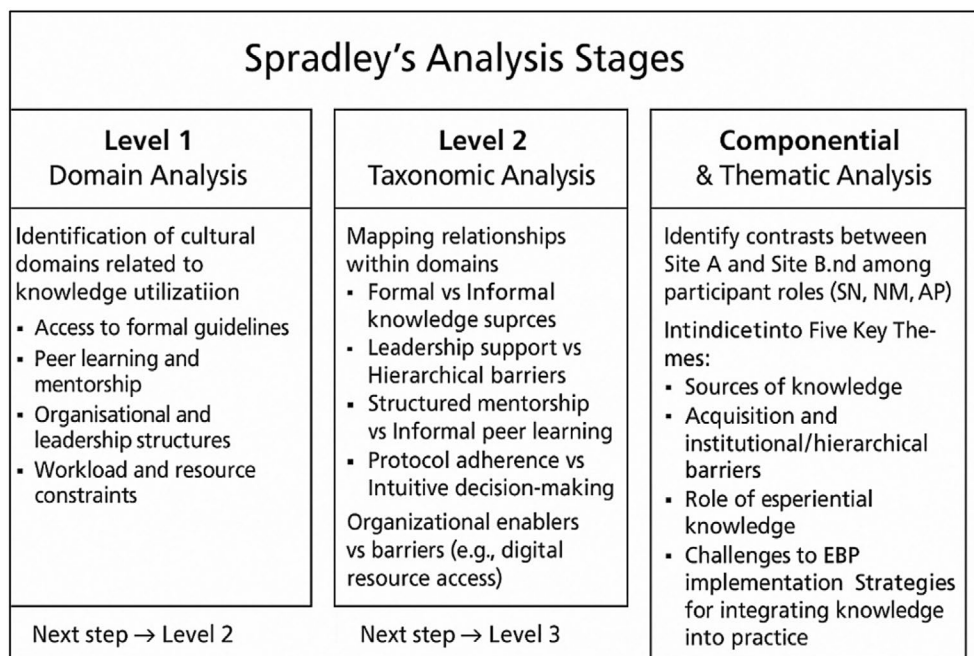 Spradley's Analysis Stages
Level 1
Domain Analysis
Identification of cultural
domains related to
knowledge utilizatiion
▪ Access to formal guidelines
▪ Peer learning and
mentorship
▪ Organisational and
leadership structures
▪ Workload and resource
constraints
Next step → Level 2
Level 2
Taxonomic Analysis
Mapping relationships
within domains
▪ Formal vs Informal
knowledge suprces
▪ Leadership support vs
Hierarchical barriers
▪ Structured mentorship
vs Informal peer learning
▪ Protocol adherence vs
Intuitive decision-making
Organizational enablers
vs barriers (e.g., digital
resource access)
Next step → Level 3
Componential
& Thematic Analysis
Identify contrasts between
Site A and Site B.nd among
participant roles (SN, NM, AP)
Intindicetinto Five Key The-
mes:
▪ Sources of knowledge
▪ Acquisition and
institutional/hierarchical
barriers
▪ Role of esperiential
knowledge
▪ Challenges to EBP
implementation Strategies
for integrating knowledge
into practice